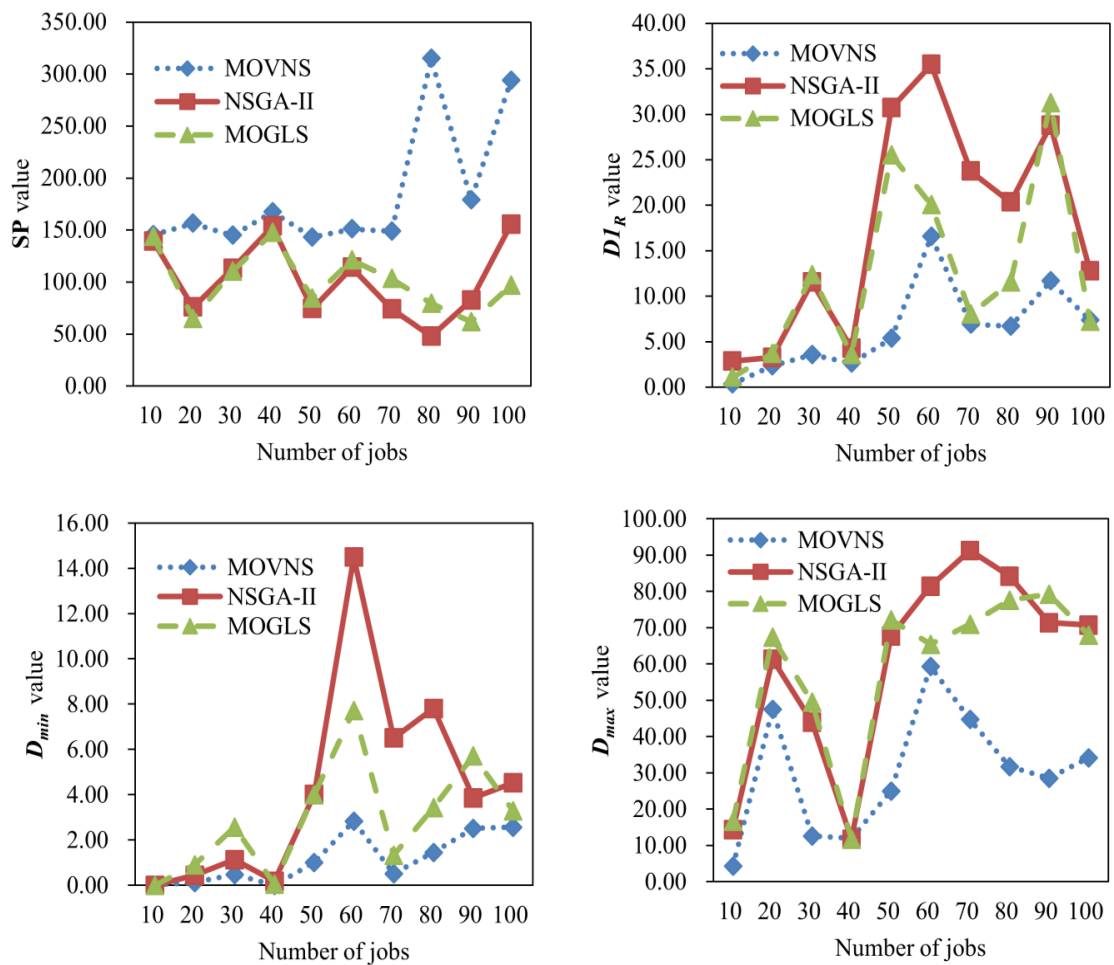 350.00
300.00
250.00
200.00
150.00
100.00
50.00
0.00
SP value
MOVNS
NSGA-II
MOGLS
10 20 30 40 50 60 70 80 90 100
Number of jobs
40.00
35.00
30.00
25.00
20.00
15.00
10.00
5.00
0.00
D1R value
MOVNS
NSGA-II
MOGLS
10 20 30 40 50 60 70 80 90 100
Number of jobs
16.00
14.00
12.00
10.00
8.00
6.00
4.00
2.00
0.00
Dmin value
MOVNS
NSGA-II
MOGLS
10 20 30 40 50 60 70 80 90 100
Number of jobs
100.00
90.00
80.00
70.00
60.00
50.00
40.00
30.00
20.00
10.00
0.00
Dmax value
MOVNS
NSGA-II
MOGLS
10 20 30 40 50 60 70 80 90 100
Number of jobs